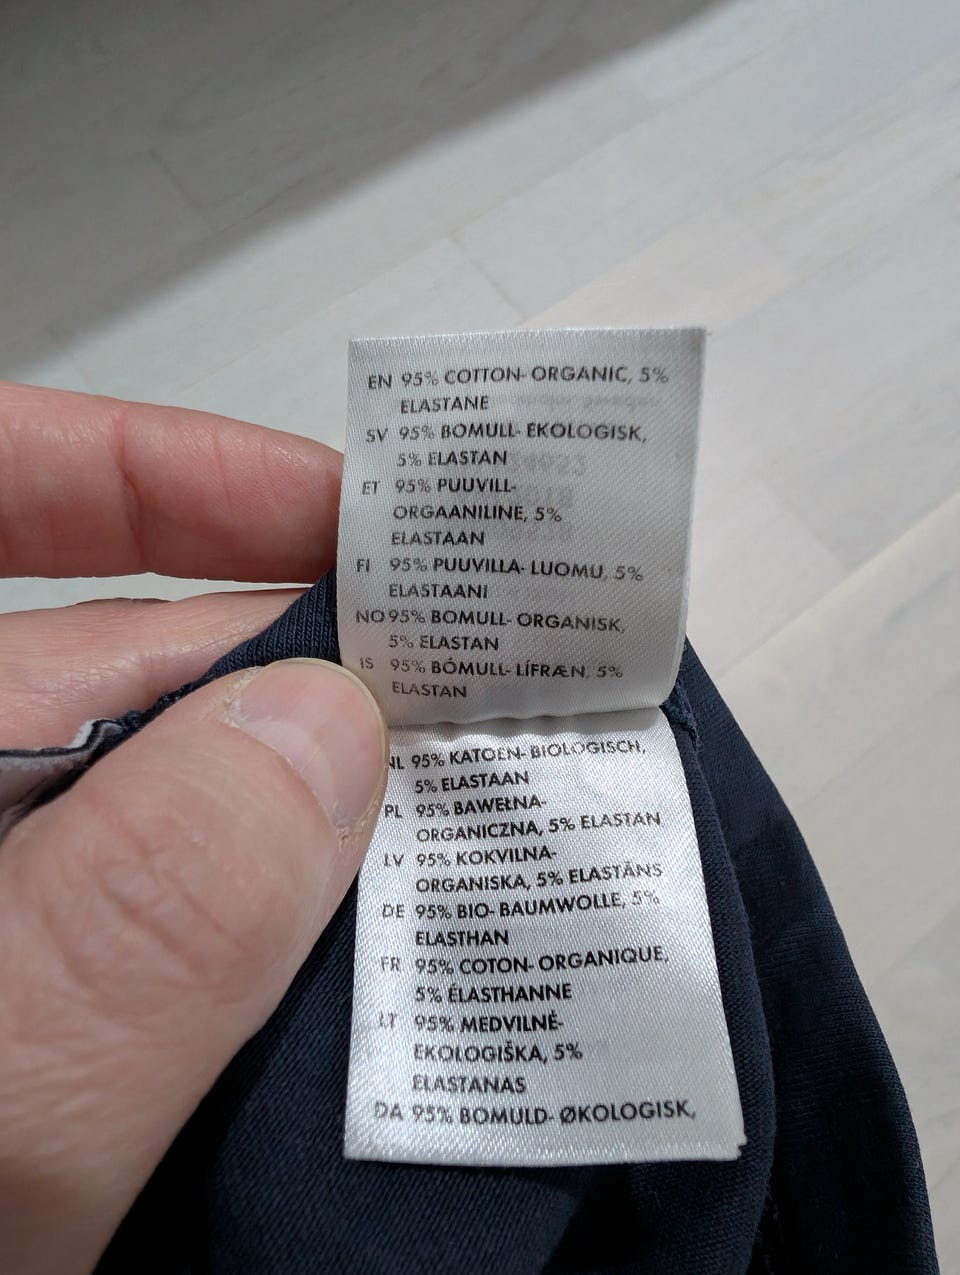 EN 95% COTTON- ORGANIC, 5%
ELASTANE
SV 95% BOMULL- EKOLOGISK,
5% ELASTAN
ET 95% PUUVILL-
ORGAANILINE, 5%
ELASTAAN
FI 95% PUUVILLA- LUOMU, 5%
ELASTAANI
NO 95% BOMULL- ORGANISK,
5% ELASTAN
IS 95% BÓMULL- LÍFRÆN, 5%
ELASTAN
NL 95% KATOEN- BIOLOGISCH,
5% ELASTAAN
PL 95% BAWEŁNA-
ORGANICZNA, 5% ELASTAN
LV 95% KOKVILNA-
ORGANISKA, 5% ELASTĀNS
DE 95% BIO- BAUMWOLLE, 5%
ELASTHAN
FR 95% COTON- ORGANIQUE,
5% ÉLASTHANNE
LT 95% MEDVILNĖ-
EKOLOGIŠKA, 5%
ELASTANAS
DA 95% BOMULD- ØKOLOGISK,